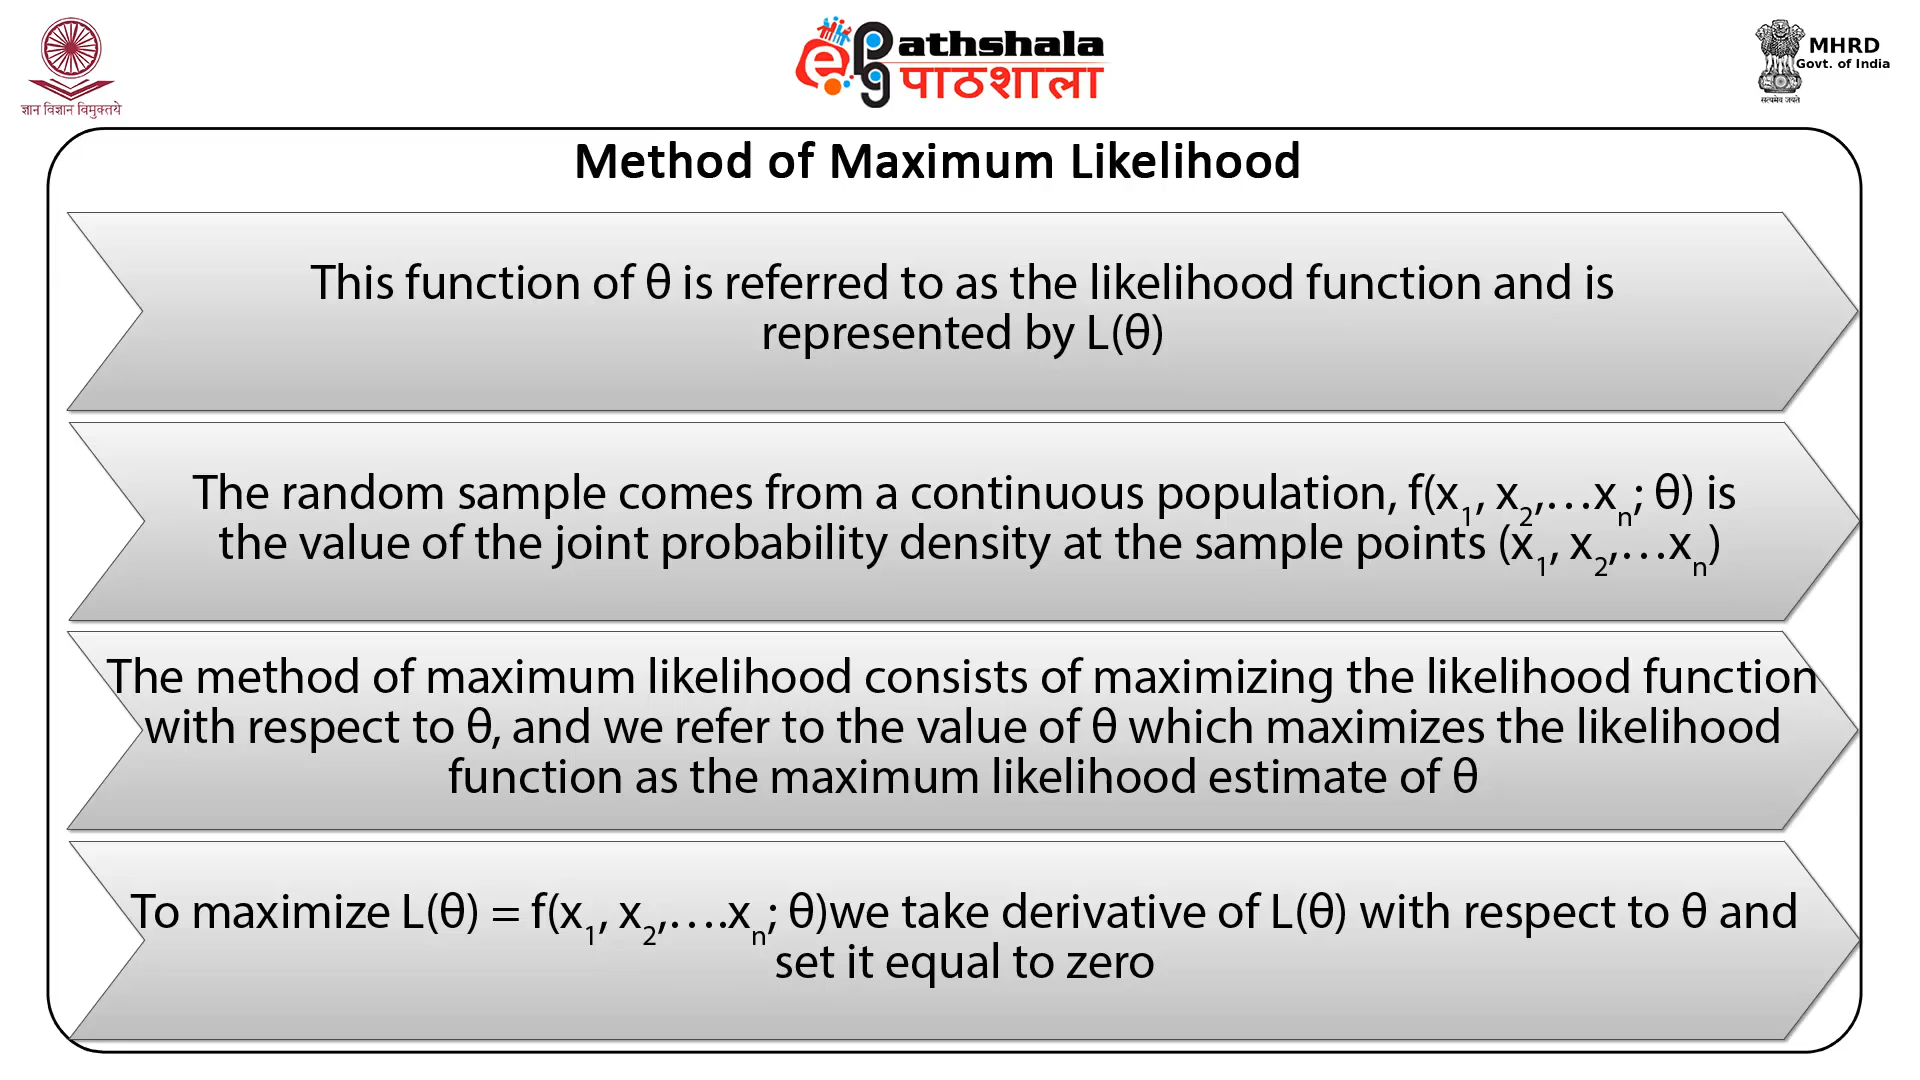 ज्ञान विज्ञान विमुक्तये
athshala
पाठशाला
MHRD
Govt. of India
सत्यमेव जयते
Method of Maximum Likelihood
This function of θ is referred to as the likelihood function and is
represented by L(θ)
The random sample comes from a continuous population, f(x₁, x₂,…xₙ; θ) is
the value of the joint probability density at the sample points (x₁, x₂,…xₙ)
The method of maximum likelihood consists of maximizing the likelihood function
with respect to θ, and we refer to the value of θ which maximizes the likelihood
function as the maximum likelihood estimate of θ
To maximize L(θ) = f(x₁, x₂,….xₙ; θ)we take derivative of L(θ) with respect to θ and
set it equal to zero